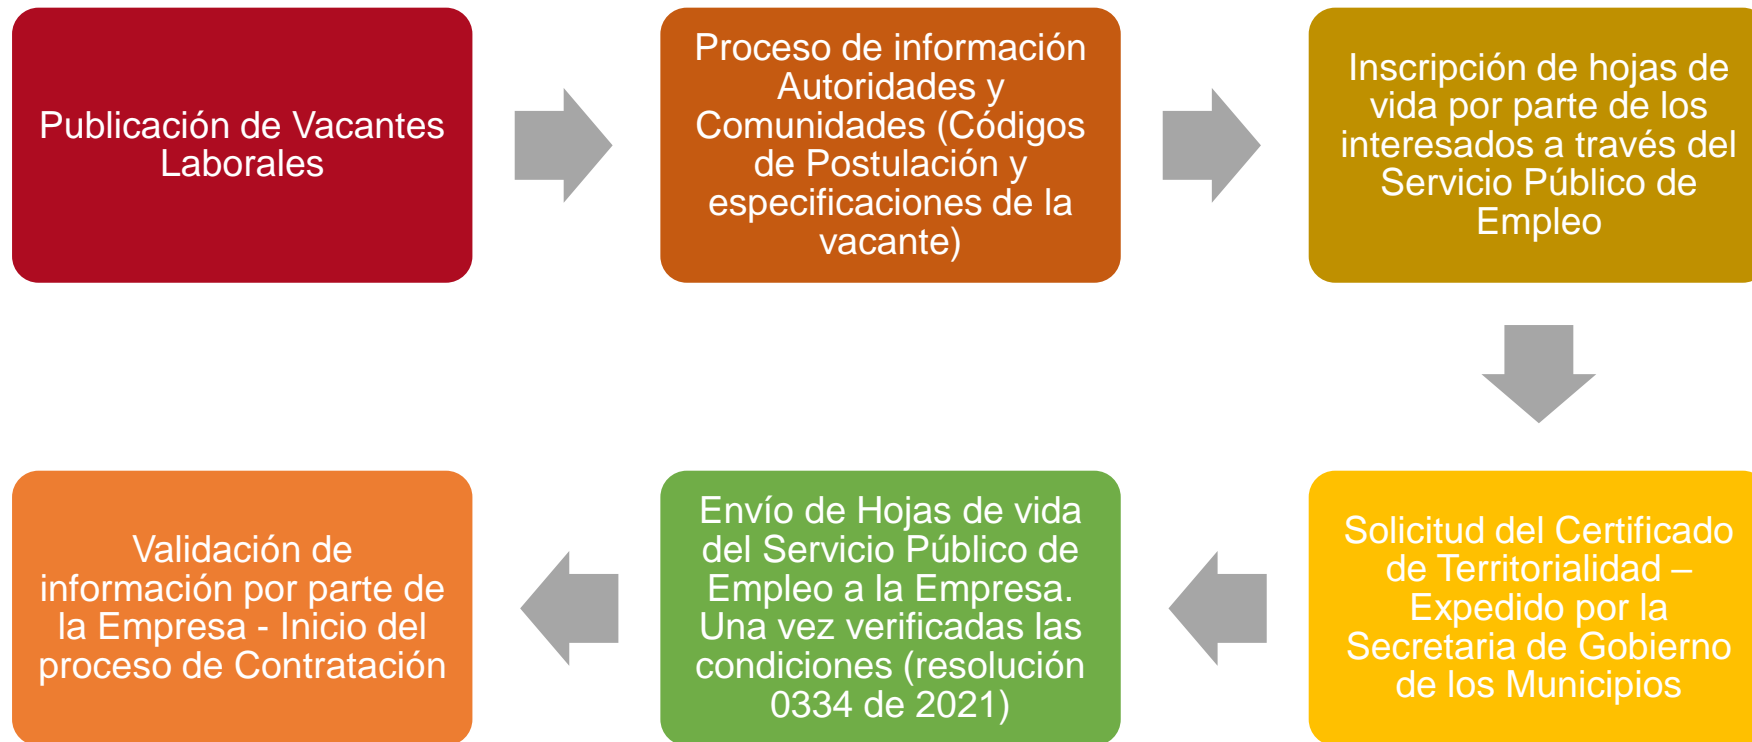 Publicación de Vacantes
Laborales
Proceso de información
Autoridades y
Comunidades (Códigos
de Postulación y
especificaciones de la
vacante)
Inscripción de hojas de
vida por parte de los
interesados a través del
Servicio Público de
Empleo
Solicitud del Certificado
de Territorialidad –
Expedido por la
Secretaria de Gobierno
de los Municipios
Envío de Hojas de vida
del Servicio Público de
Empleo a la Empresa.
Una vez verificadas las
condiciones (resolución
0334 de 2021)
Validación de
información por parte de
la Empresa - Inicio del
proceso de Contratación